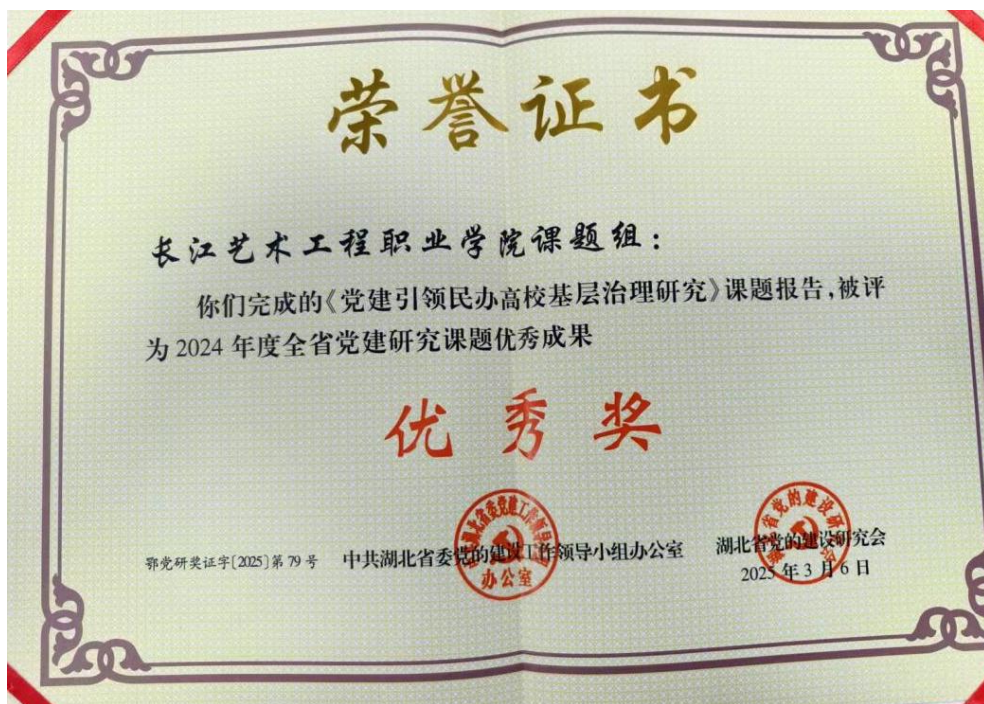 荣誉证书
长江艺术工程职业学院课题组：
你们完成的《党建引领民办高校基层治理研究》课题报告，被评
为2024年度全省党建研究课题优秀成果
优秀奖
鄂党研奖证字〔2025〕第79号
中共湖北省委党的建设工作领导小组办公室
办公室
湖北省党的建设研究会
2025年3月6日